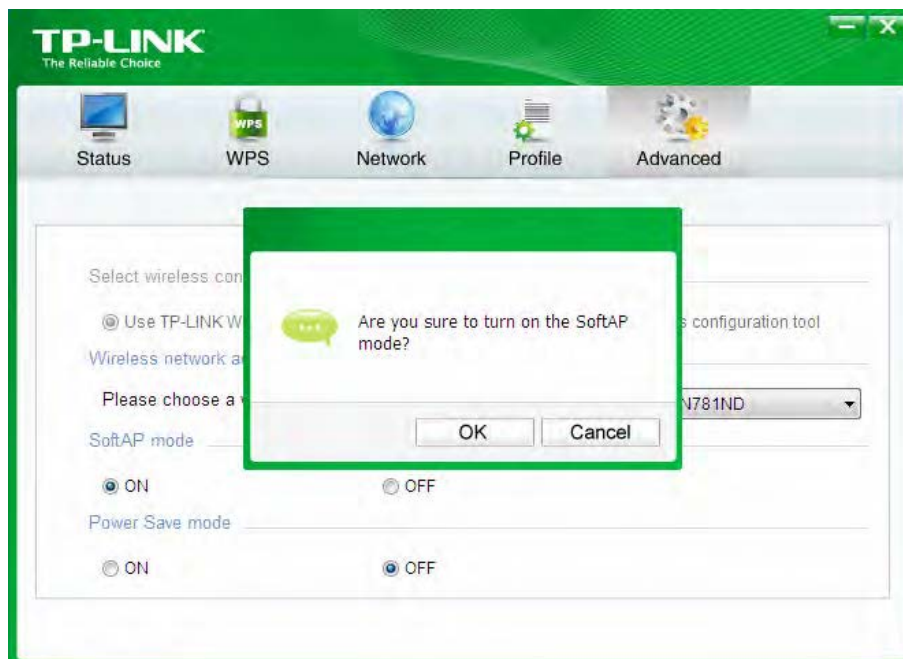 TP-LINK
The Reliable Choice
WPS
Status WPS Network Profile Advanced
Select wireless con
Use TP-LINK W
s configuration tool
Are you sure to turn on the SoftAP
mode?
Wireless network a
Please choose a
N781ND
OK Cancel
SoftAP mode
ON OFF
Power Save mode
ON OFF